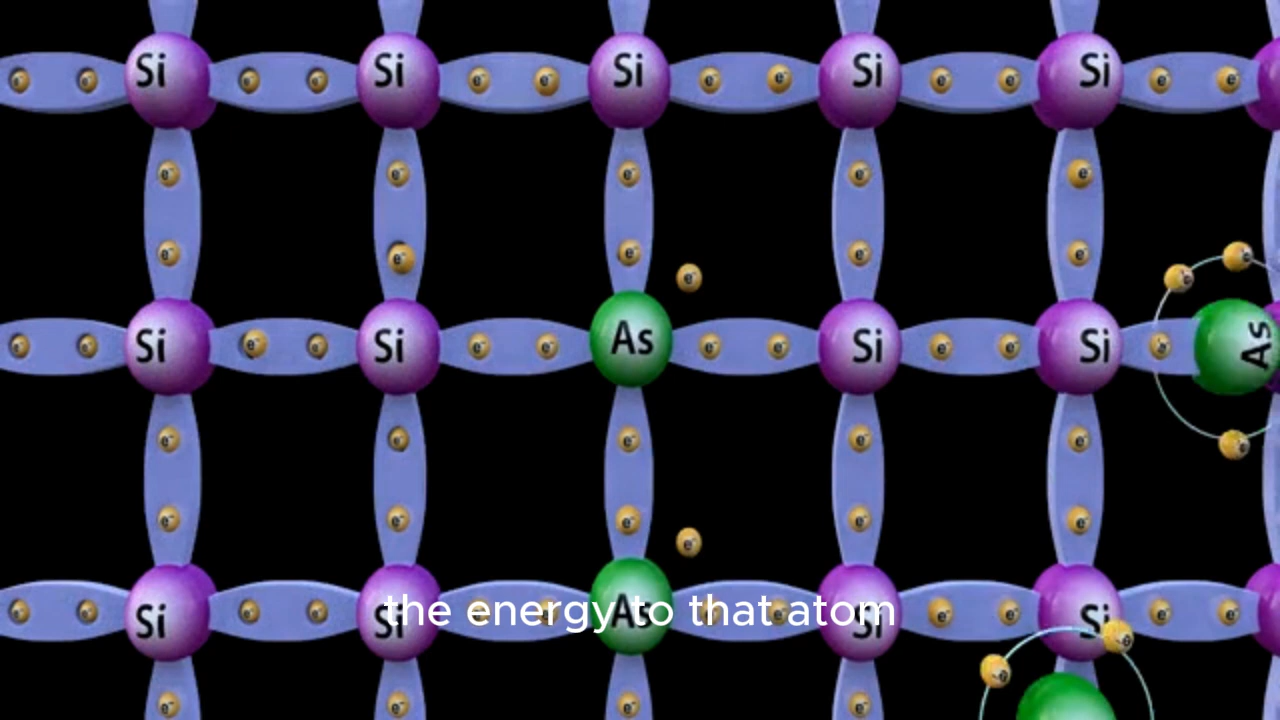 Si Si Si Si Si
Si Si As Si Si As
Si Si As Si Si
the energy to that atom
e⁻